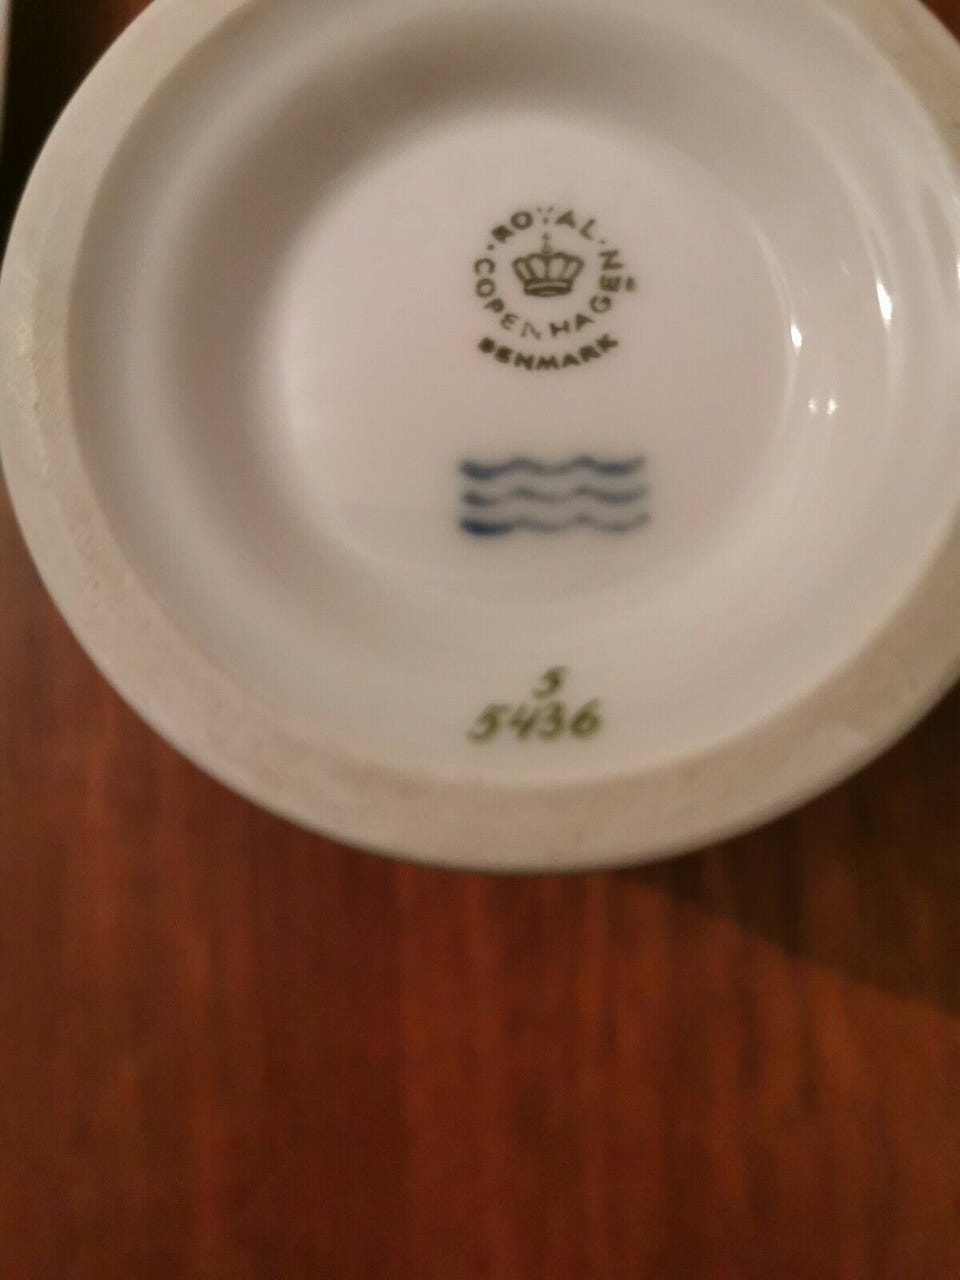 ROYAL
COPENHAGEN
DENMARK
5
5436